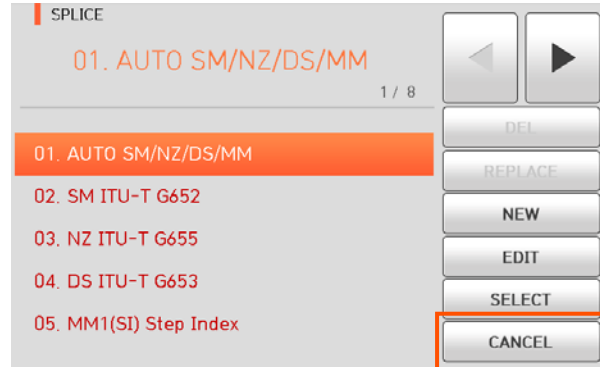 SPLICE
01. AUTO SM/NZ/DS/MM
1 / 8
01. AUTO SM/NZ/DS/MM
02. SM ITU-T G652
03. NZ ITU-T G655
04. DS ITU-T G653
05. MM1(SI) Step Index
DEL
REPLACE
NEW
EDIT
SELECT
CANCEL